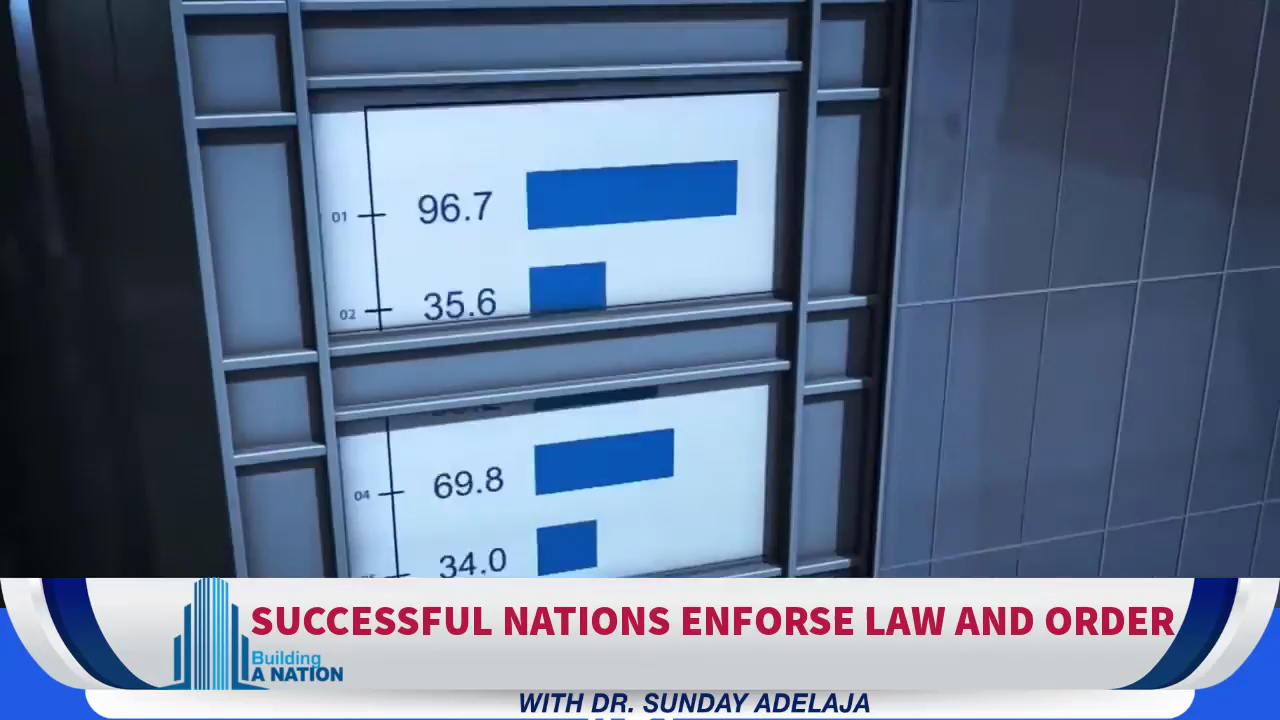 01 96.7
02 35.6
04 69.8
34.0
SUCCESSFUL NATIONS ENFORSE LAW AND ORDER
Building
A NATION
WITH DR. SUNDAY ADELAJA